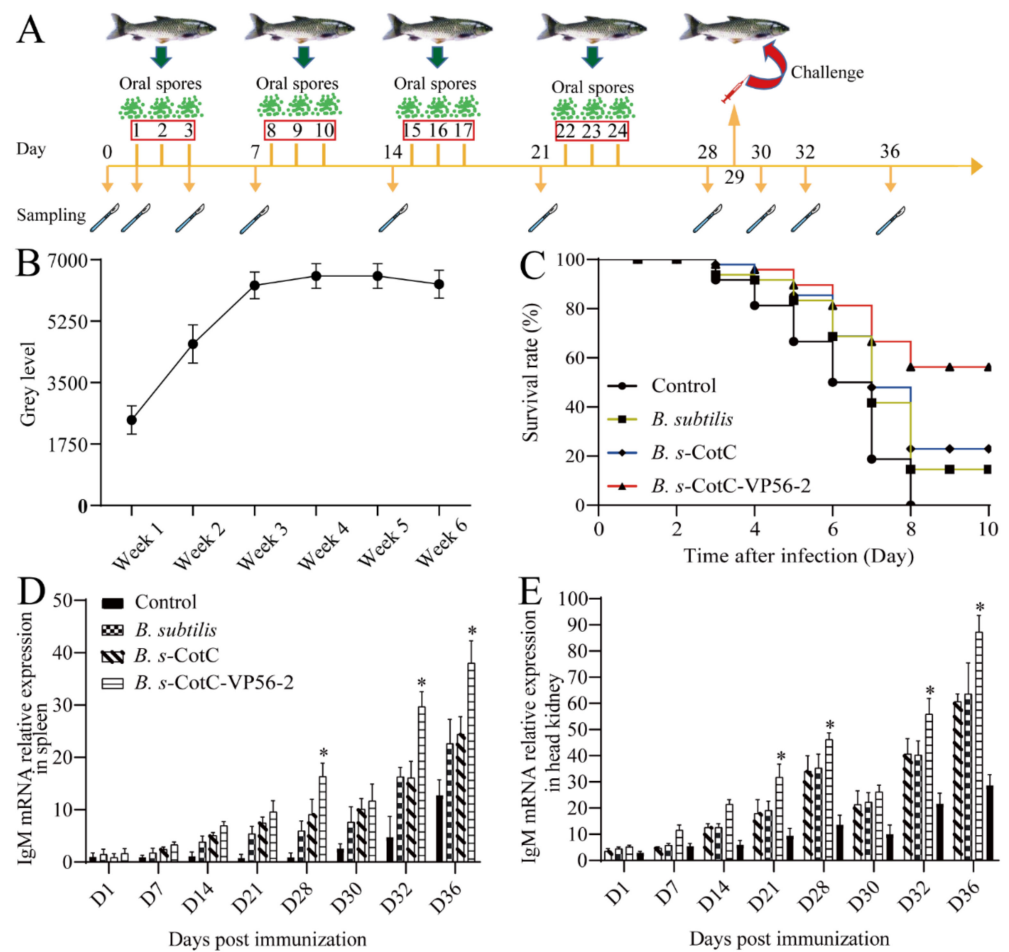 A
Oral spores Oral spores Oral spores Oral spores Challenge
1 2 3 8 9 10 15 16 17 22 23 24
Day 0 7 14 21 28 29 30 32 36
Sampling
B
Grey level
7000
5250
3500
1750
0
Week 1 Week 2 Week 3 Week 4 Week 5 Week 6
C
Survival rate (%)
100
80
60
40
20
0
Control
B. subtilis
B. s-CotC
B. s-CotC-VP56-2
0 2 4 6 8 10
Time after infection (Day)
D
IgM mRNA relative expression
in spleen
50
40
30
20
10
0
Control
B. subtilis
B. s-CotC
B. s-CotC-VP56-2
* * *
D1 D7 D14 D21 D28 D30 D32 D36
Days post immunization
E
IgM mRNA relative expression
in head kidney
100
90
80
70
60
50
40
30
20
10
0
* * * *
D1 D7 D14 D21 D28 D30 D32 D36
Days post immunization